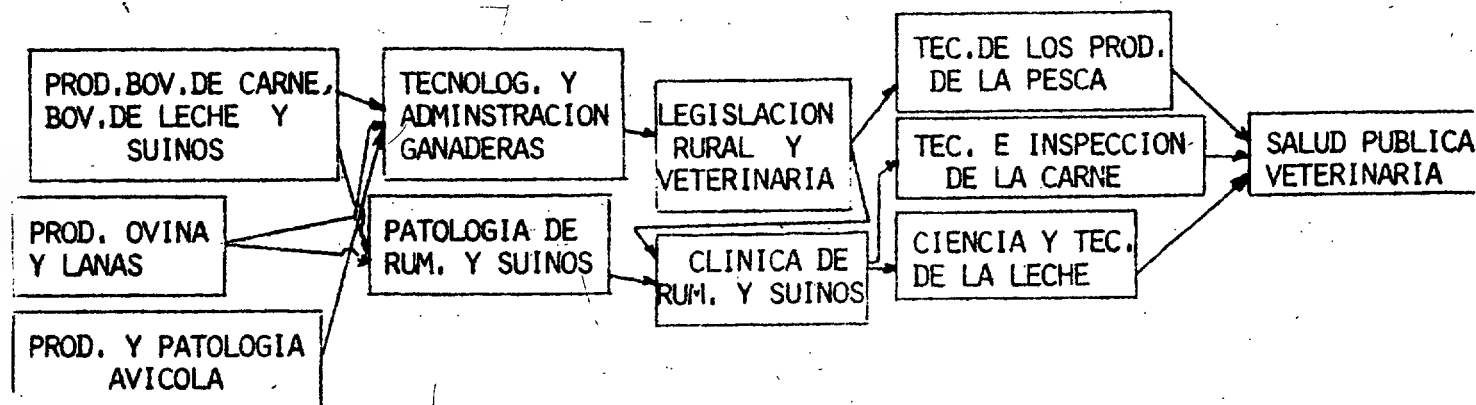 PROD.BOV.DE CARNE,
BOV.DE LECHE Y
SUINOS
PROD. OVINA
Y LANAS
PROD. Y PATOLOGIA
AVICOLA
TECNOLOG. Y
ADMINSTRACION
GANADERAS
PATOLOGIA DE
RUM. Y SUINOS
LEGISLACION
RURAL Y
VETERINARIA
CLINICA DE
RUM. Y SUINOS
TEC.DE LOS PROD.
DE LA PESCA
TEC. E INSPECCION
DE LA CARNE
CIENCIA Y TEC.
DE LA LECHE
SALUD PUBLICA
VETERINARIA